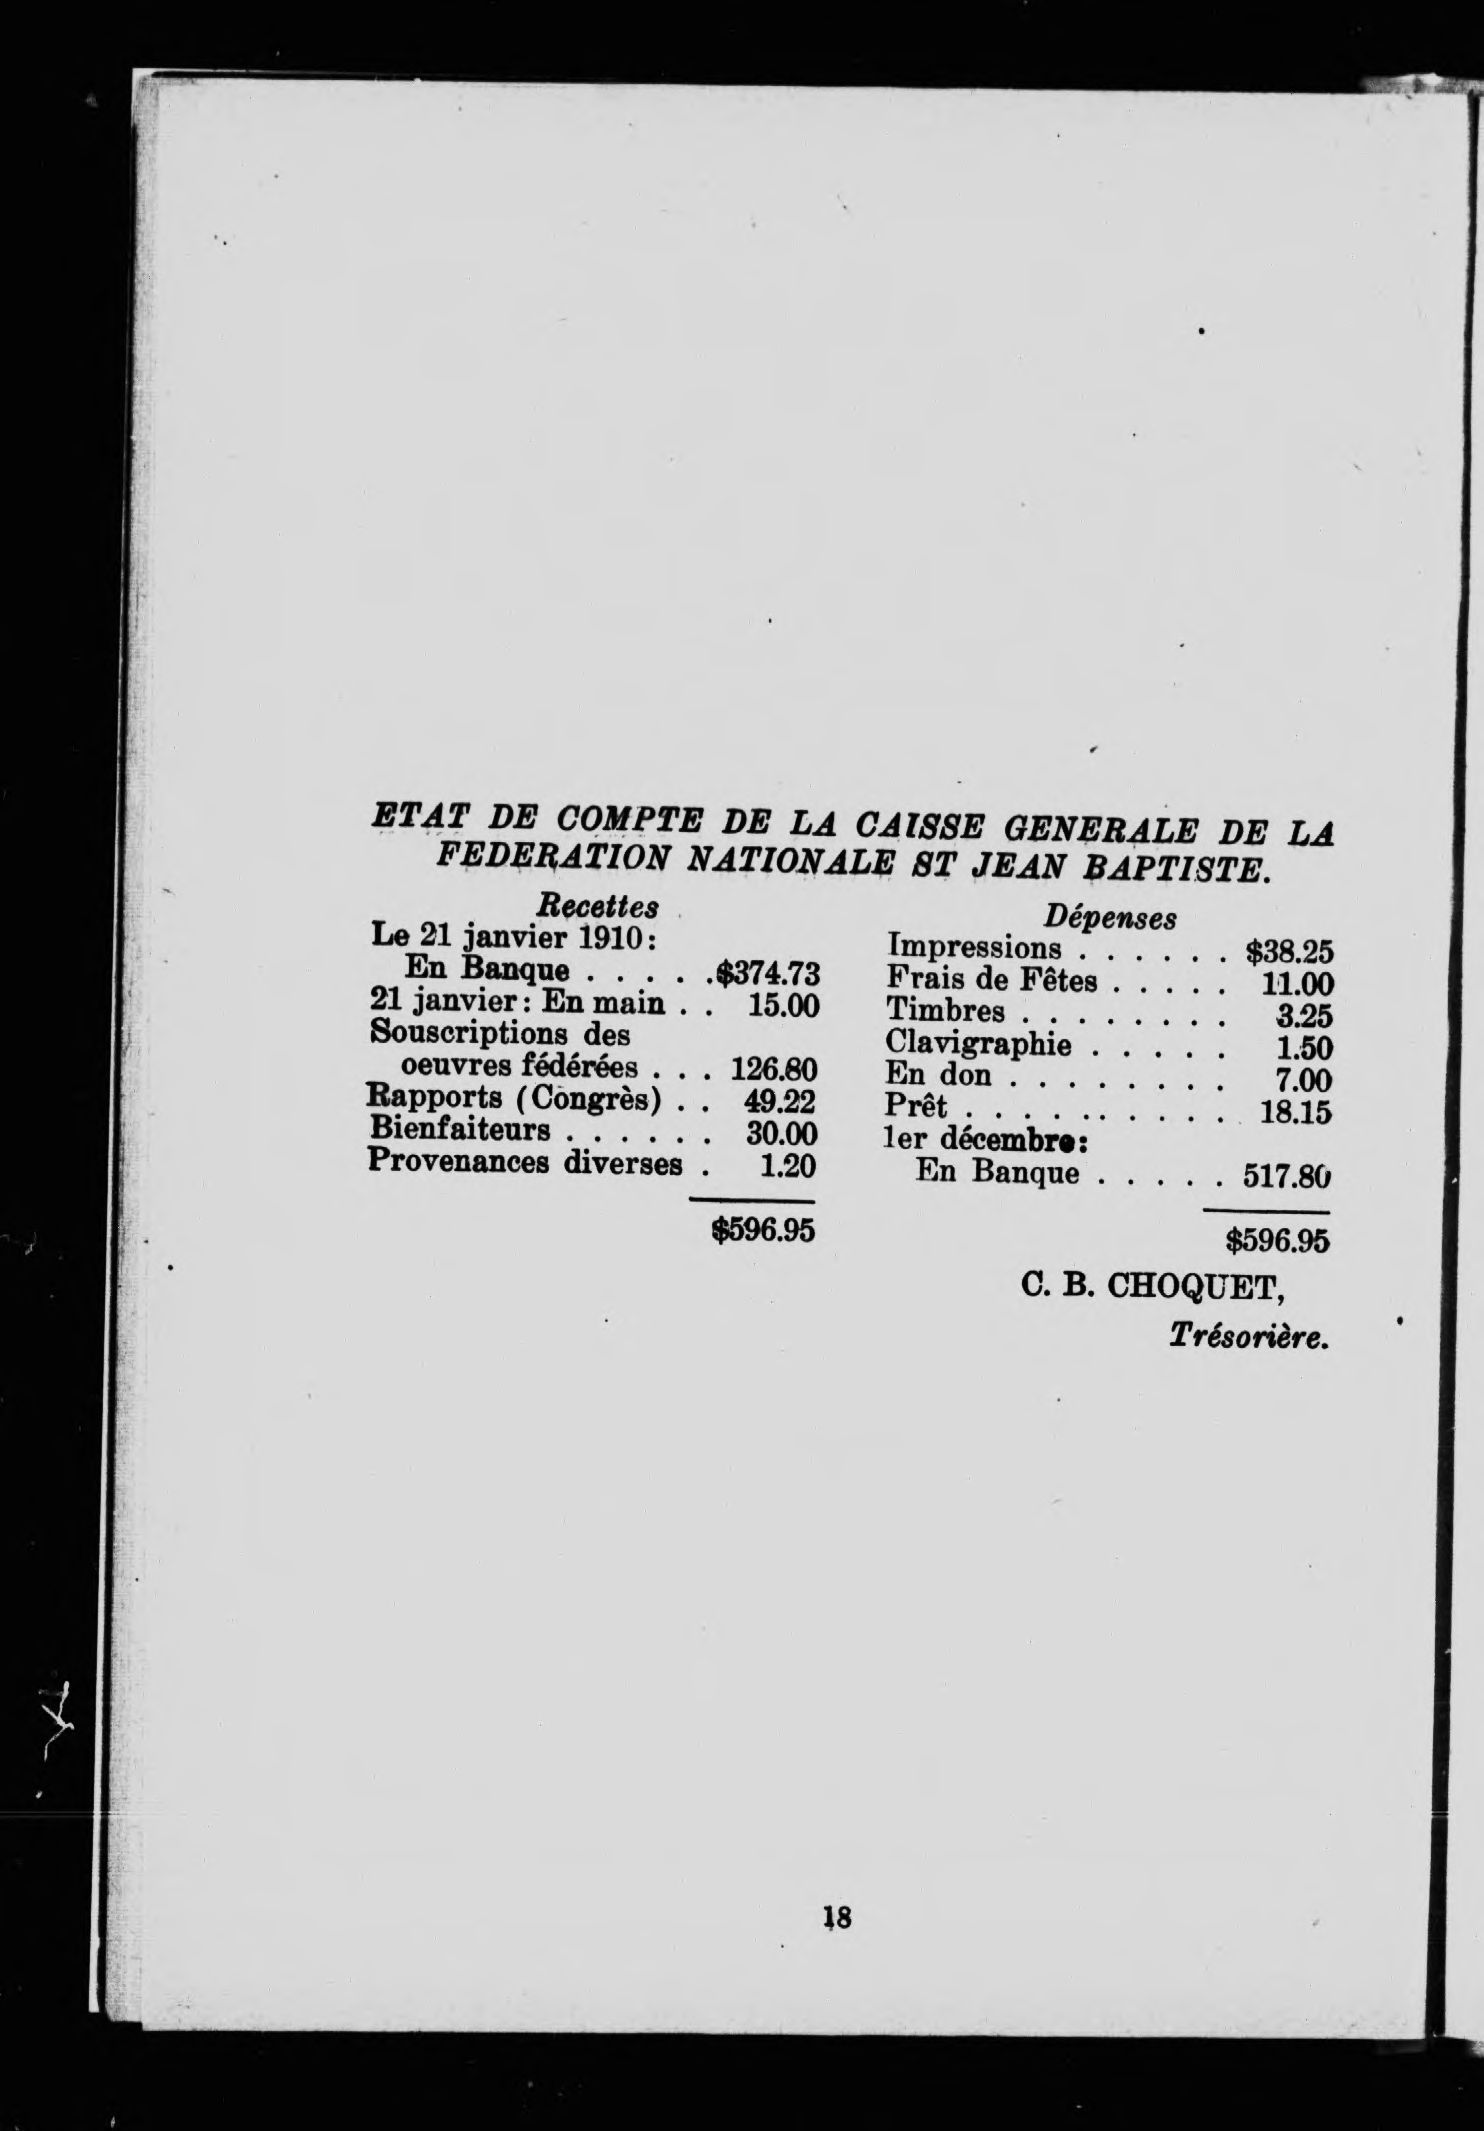 ETAT DE COMPTE DE LA CAISSE GENERALE DE LA
FEDERATION NATIONALE ST JEAN BAPTISTE.
Recettes
Le 21 janvier 1910:
En Banque . . . . . .$374.73
21 janvier: En main . . 15.00
Souscriptions des
oeuvres fédérées . . . 126.80
Rapports (Congrès) . . 49.22
Bienfaiteurs . . . . . . 30.00
Provenances diverses . 1.20
$596.95
Dépenses
Impressions . . . . . . $38.25
Frais de Fêtes . . . . . 11.00
Timbres . . . . . . . . 3.25
Clavigraphie . . . . . 1.50
En don . . . . . . . . 7.00
Prêt . . . . . . . . . . 18.15
1er décembre:
En Banque . . . . . 517.80
$596.95
C. B. CHOQUET,
Trésorière.
18